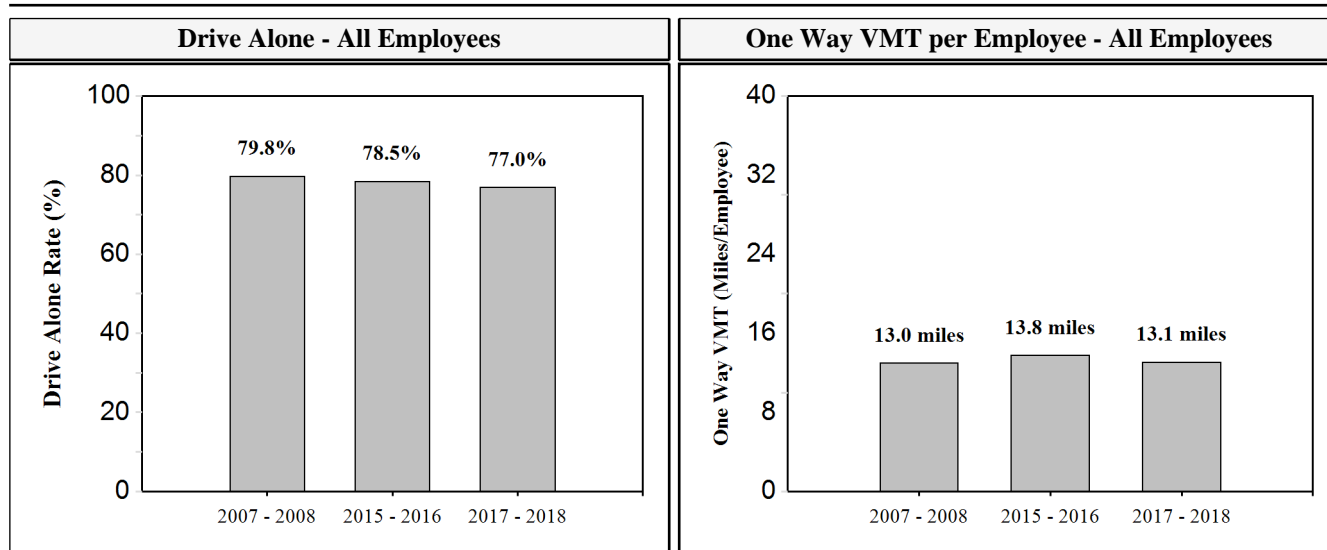 Drive Alone - All Employees
One Way VMT per Employee - All Employees
Drive Alone Rate (%)
100
80
60
40
20
0
79.8%
78.5%
77.0%
2007 - 2008
2015 - 2016
2017 - 2018
One Way VMT (Miles/Employee)
40
32
24
16
8
0
13.0 miles
13.8 miles
13.1 miles
2007 - 2008
2015 - 2016
2017 - 2018